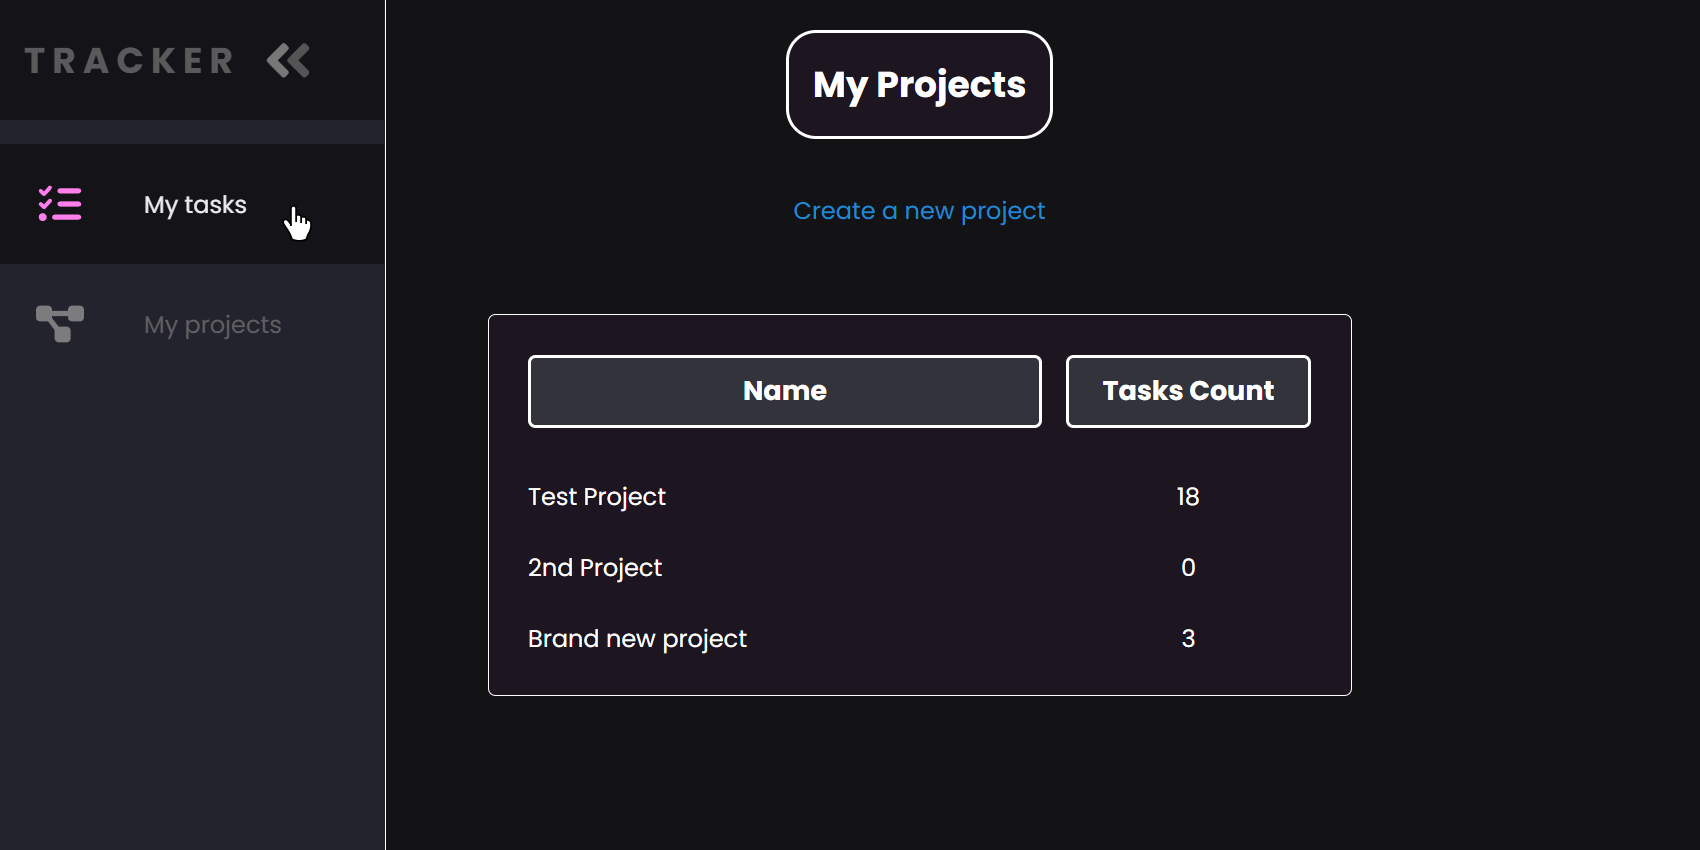 TRACKER
My tasks
My projects
My Projects
Create a new project
Name Tasks Count
Test Project 18
2nd Project 0
Brand new project 3